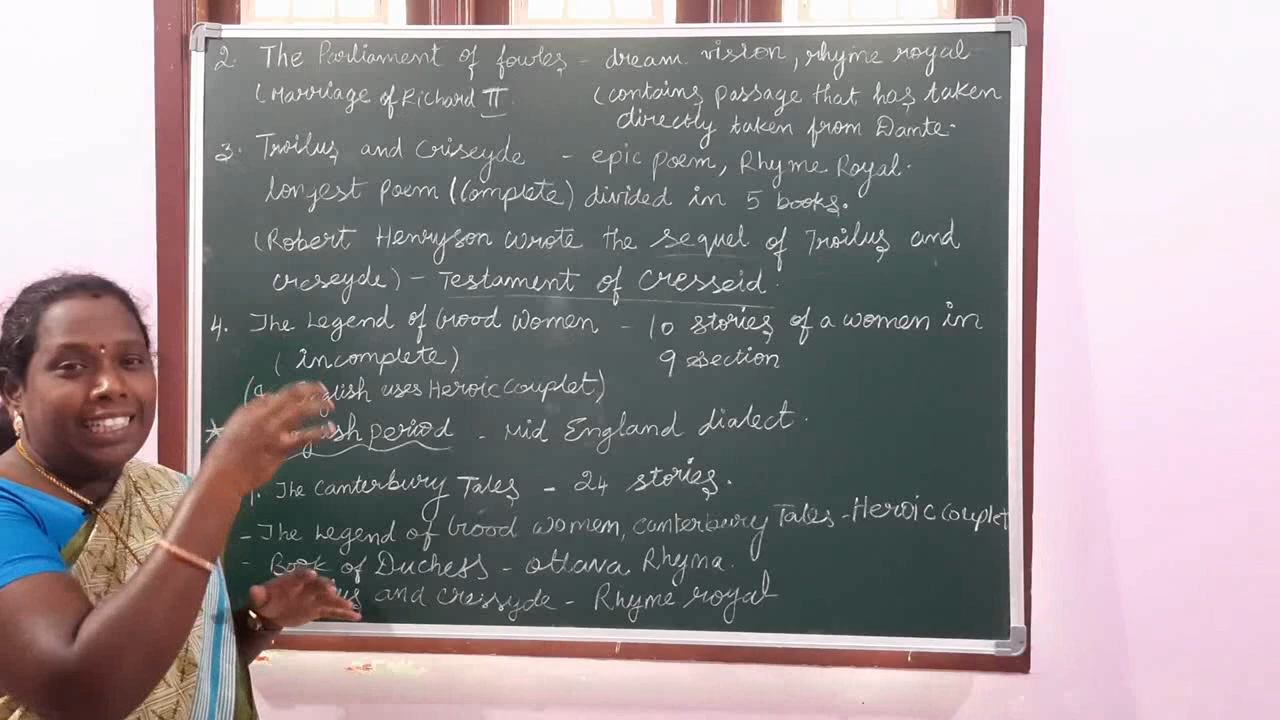 2. The Parliament of fowles - dream vission, rhyme royal
(Marriage of Richard II (contains passage that has taken
directly taken from Dante.
3. Troilus and Criseyde - epic poem, Rhyme Royal.
longest poem (complete) divided in 5 books.
(Robert Henryson wrote the sequel of Troilus and
creseyde) - Testament of Cresseid.
4. The Legend of Good Women - 10 stories of a women in
(incomplete) 9 section
uses Heroic Couplet)
period - Mid England dialect.
1. The Canterbury Tales - 24 stories.
- The Legend of Good women, canterbury Tales - Heroic Couplet
- Book of Duchess - ottava Rhyma.
and cressyde - Rhyme royal